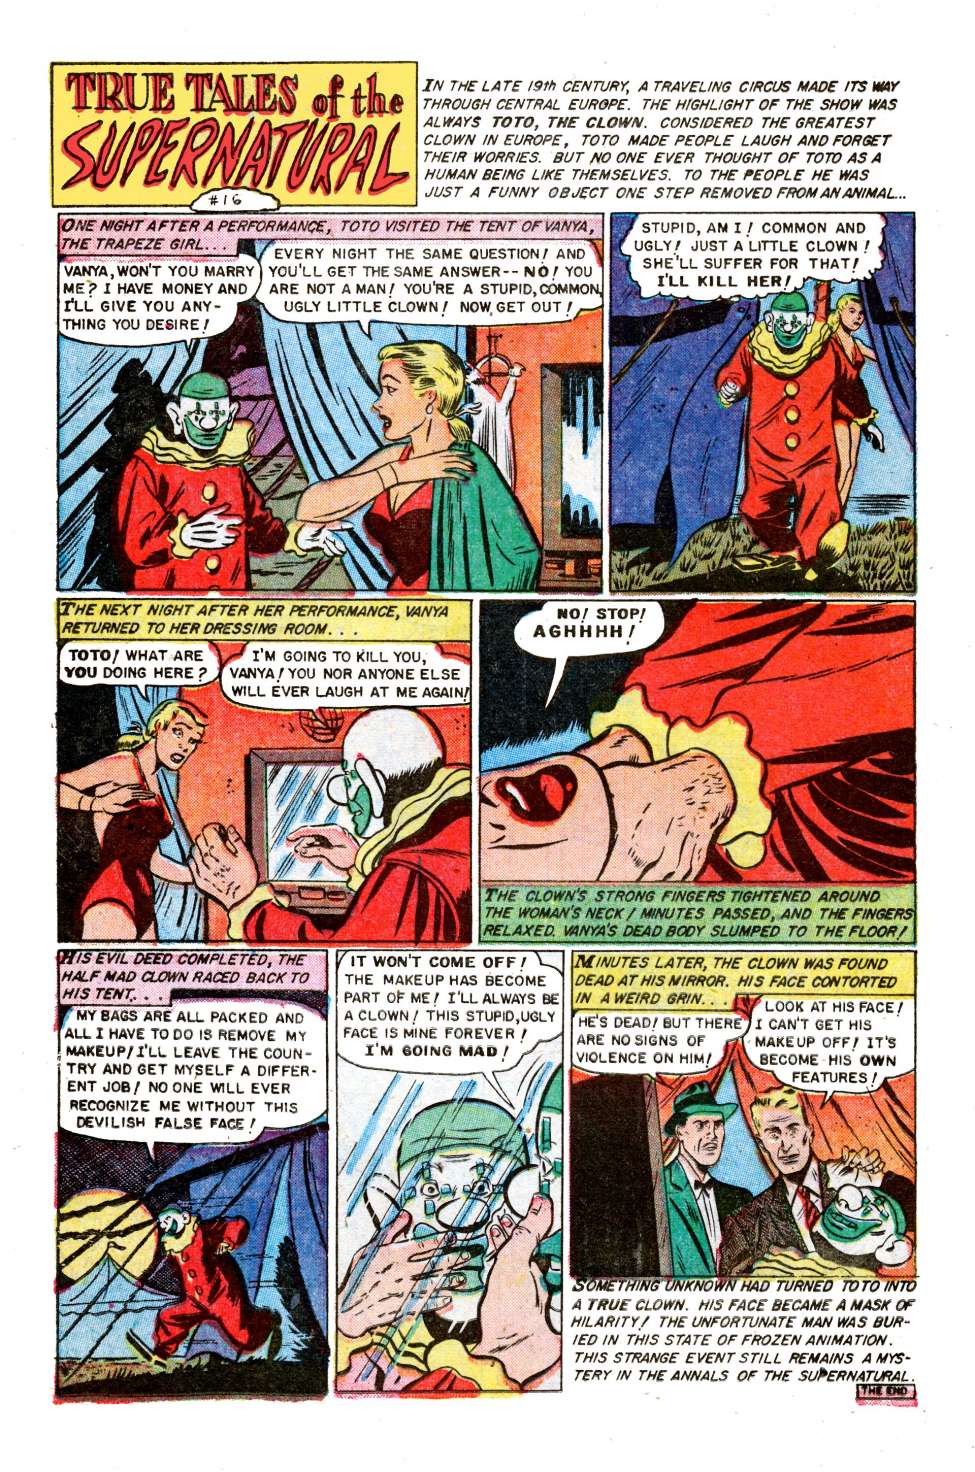 TRUE TALES of the
SUPERNATURAL
#16
IN THE LATE 19th CENTURY, A TRAVELING CIRCUS MADE ITS WAY
THROUGH CENTRAL EUROPE. THE HIGHLIGHT OF THE SHOW WAS
ALWAYS TOTO, THE CLOWN. CONSIDERED THE GREATEST
CLOWN IN EUROPE, TOTO MADE PEOPLE LAUGH AND FORGET
THEIR WORRIES. BUT NO ONE EVER THOUGHT OF TOTO AS A
HUMAN BEING LIKE THEMSELVES. TO THE PEOPLE HE WAS
JUST A FUNNY OBJECT ONE STEP REMOVED FROM AN ANIMAL...
ONE NIGHT AFTER A PERFORMANCE, TOTO VISITED THE TENT OF VANYA,
THE TRAPEZE GIRL...
VANYA, WON'T YOU MARRY
ME? I HAVE MONEY AND
I'LL GIVE YOU ANY-
THING YOU DESIRE!
EVERY NIGHT THE SAME QUESTION! AND
YOU'LL GET THE SAME ANSWER-- NO! YOU
ARE NOT A MAN! YOU'RE A STUPID, COMMON,
UGLY LITTLE CLOWN! NOW, GET OUT!
STUPID, AM I! COMMON AND
UGLY! JUST A LITTLE CLOWN!
SHE'LL SUFFER FOR THAT!
I'LL KILL HER!
THE NEXT NIGHT AFTER HER PERFORMANCE, VANYA
RETURNED TO HER DRESSING ROOM...
TOTO! WHAT ARE
YOU DOING HERE?
I'M GOING TO KILL YOU,
VANYA! YOU NOR ANYONE ELSE
WILL EVER LAUGH AT ME AGAIN!
NO! STOP!
AGHHHH!
THE CLOWN'S STRONG FINGERS TIGHTENED AROUND
THE WOMAN'S NECK! MINUTES PASSED, AND THE FINGERS
RELAXED. VANYA'S DEAD BODY SLUMPED TO THE FLOOR!
HIS EVIL DEED COMPLETED, THE
HALF MAD CLOWN RACED BACK TO
HIS TENT...
MY BAGS ARE ALL PACKED AND
ALL I HAVE TO DO IS REMOVE MY
MAKEUP! I'LL LEAVE THE COUN-
TRY AND GET MYSELF A DIFFER-
ENT JOB! NO ONE WILL EVER
RECOGNIZE ME WITHOUT THIS
DEVILISH FALSE FACE!
IT WON'T COME OFF!
THE MAKEUP HAS BECOME
PART OF ME! I'LL ALWAYS BE
A CLOWN! THIS STUPID, UGLY
FACE IS MINE FOREVER!
I'M GOING MAD!
MINUTES LATER, THE CLOWN WAS FOUND
DEAD AT HIS MIRROR. HIS FACE CONTORTED
IN A WEIRD GRIN...
HE'S DEAD! BUT THERE
ARE NO SIGNS OF
VIOLENCE ON HIM!
LOOK AT HIS FACE!
I CAN'T GET HIS
MAKEUP OFF! IT'S
BECOME HIS OWN
FEATURES!
SOMETHING UNKNOWN HAD TURNED TOTO INTO
A TRUE CLOWN. HIS FACE BECAME A MASK OF
HILARITY! THE UNFORTUNATE MAN WAS BUR-
IED IN THIS STATE OF FROZEN ANIMATION.
THIS STRANGE EVENT STILL REMAINS A MYS-
TERY IN THE ANNALS OF THE SUPERNATURAL.
THE END